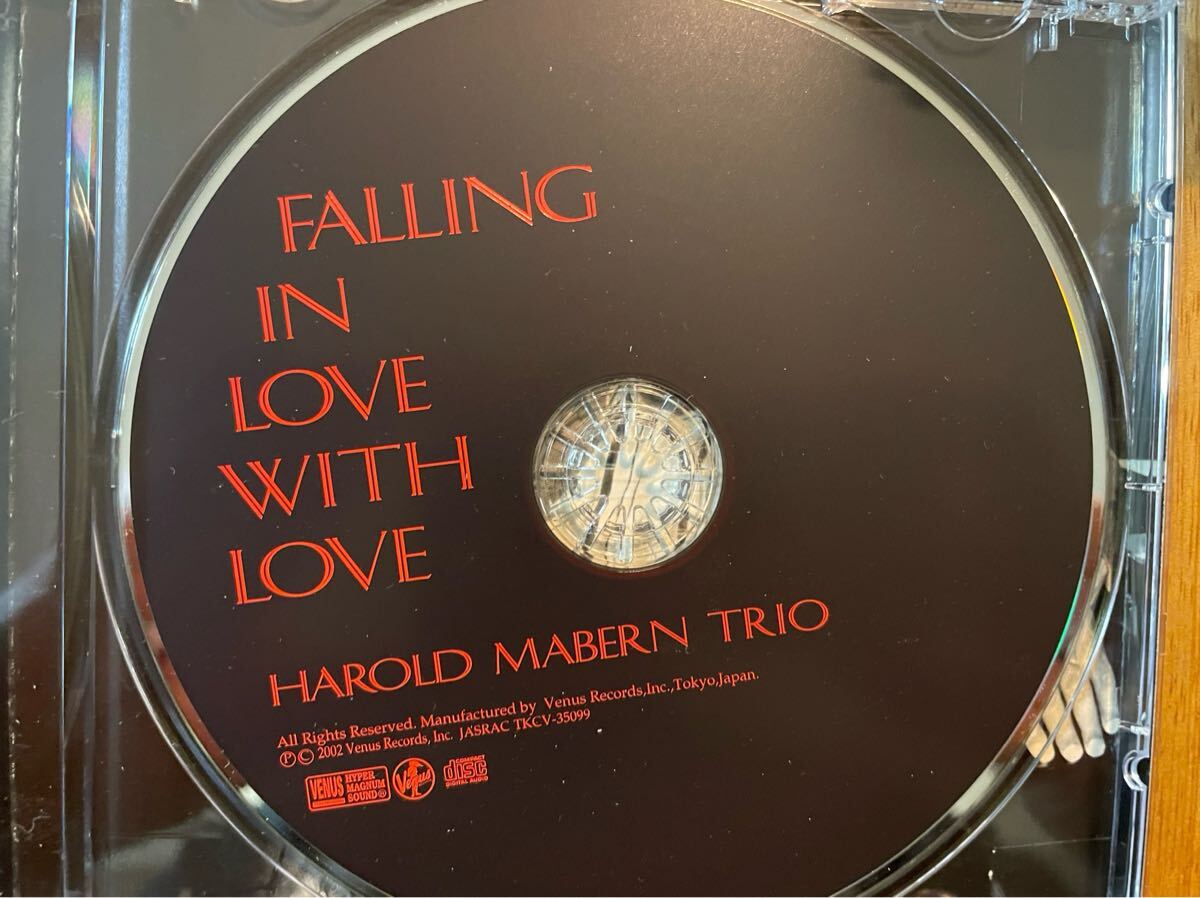 FALLING
IN
LOVE
WITH
LOVE
HAROLD MABERN TRIO
All Rights Reserved. Manufactured by Venus Records,Inc.,Tokyo,Japan.
℗© 2002 Venus Records, Inc. JASRAC TKCV-35099
VENUS HYPER MAGNUM SOUND®
Venus
COMPACT disc DIGITAL AUDIO